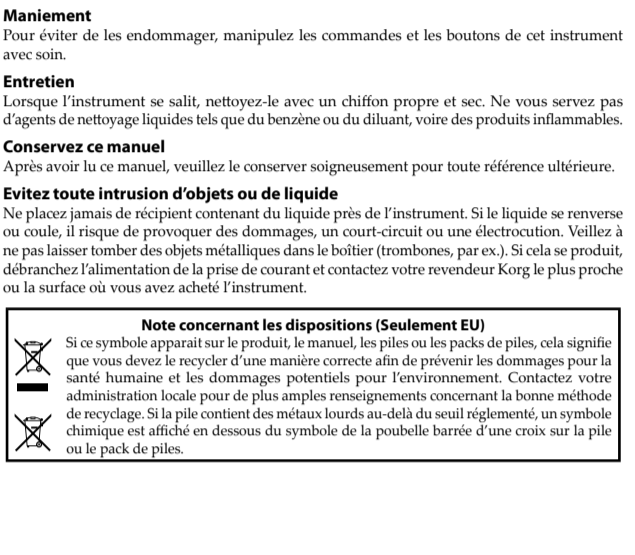 Maniement
Pour éviter de les endommager, manipulez les commandes et les boutons de cet instrument
avec soin.
Entretien
Lorsque l'instrument se salit, nettoyez-le avec un chiffon propre et sec. Ne vous servez pas
d'agents de nettoyage liquides tels que du benzène ou du diluant, voire des produits inflammables.
Conservez ce manuel
Après avoir lu ce manuel, veuillez le conserver soigneusement pour toute référence ultérieure.
Evitez toute intrusion d'objets ou de liquide
Ne placez jamais de récipient contenant du liquide près de l'instrument. Si le liquide se renverse
ou coule, il risque de provoquer des dommages, un court-circuit ou une électrocution. Veillez à
ne pas laisser tomber des objets métalliques dans le boîtier (trombones, par ex.). Si cela se produit,
débranchez l'alimentation de la prise de courant et contactez votre revendeur Korg le plus proche
ou la surface où vous avez acheté l'instrument.
Note concernant les dispositions (Seulement EU)
Si ce symbole apparait sur le produit, le manuel, les piles ou les packs de piles, cela signifie
que vous devez le recycler d'une manière correcte afin de prévenir les dommages pour la
santé humaine et les dommages potentiels pour l'environnement. Contactez votre
administration locale pour de plus amples renseignements concernant la bonne méthode
de recyclage. Si la pile contient des métaux lourds au-delà du seuil réglementé, un symbole
chimique est affiché en dessous du symbole de la poubelle barrée d'une croix sur la pile
ou le pack de piles.